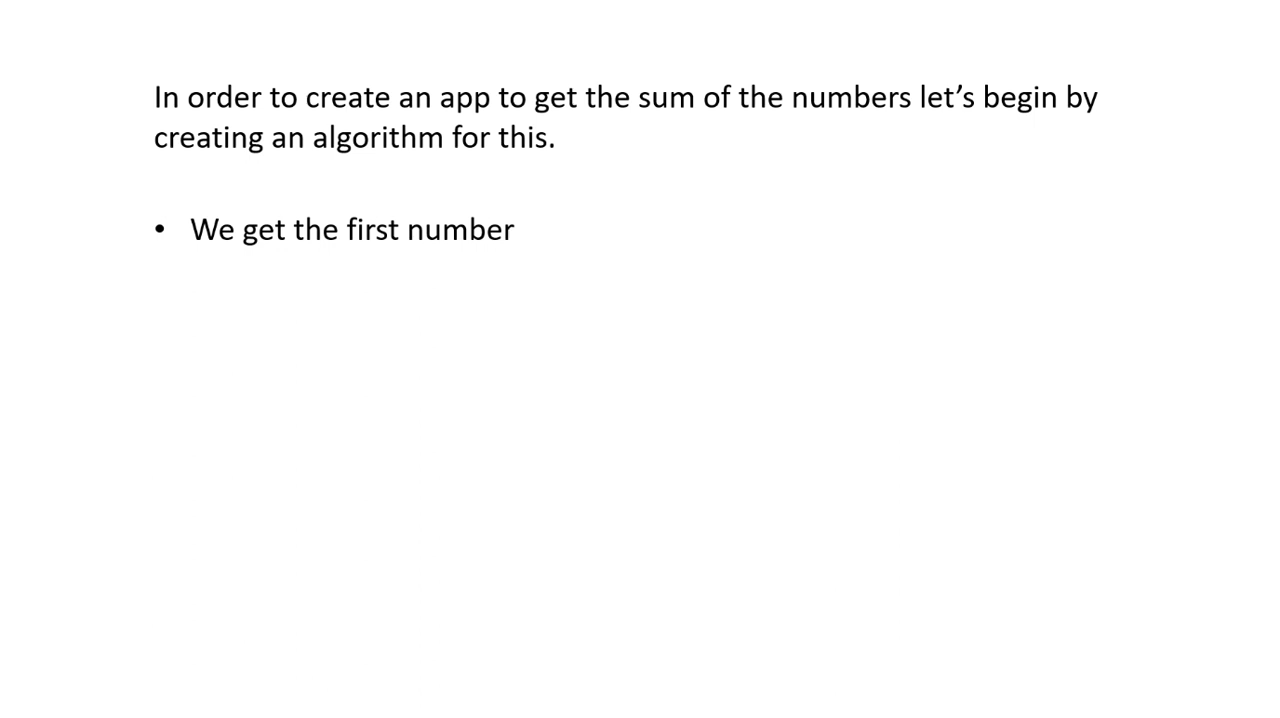 In order to create an app to get the sum of the numbers let’s begin by
creating an algorithm for this.
• We get the first number